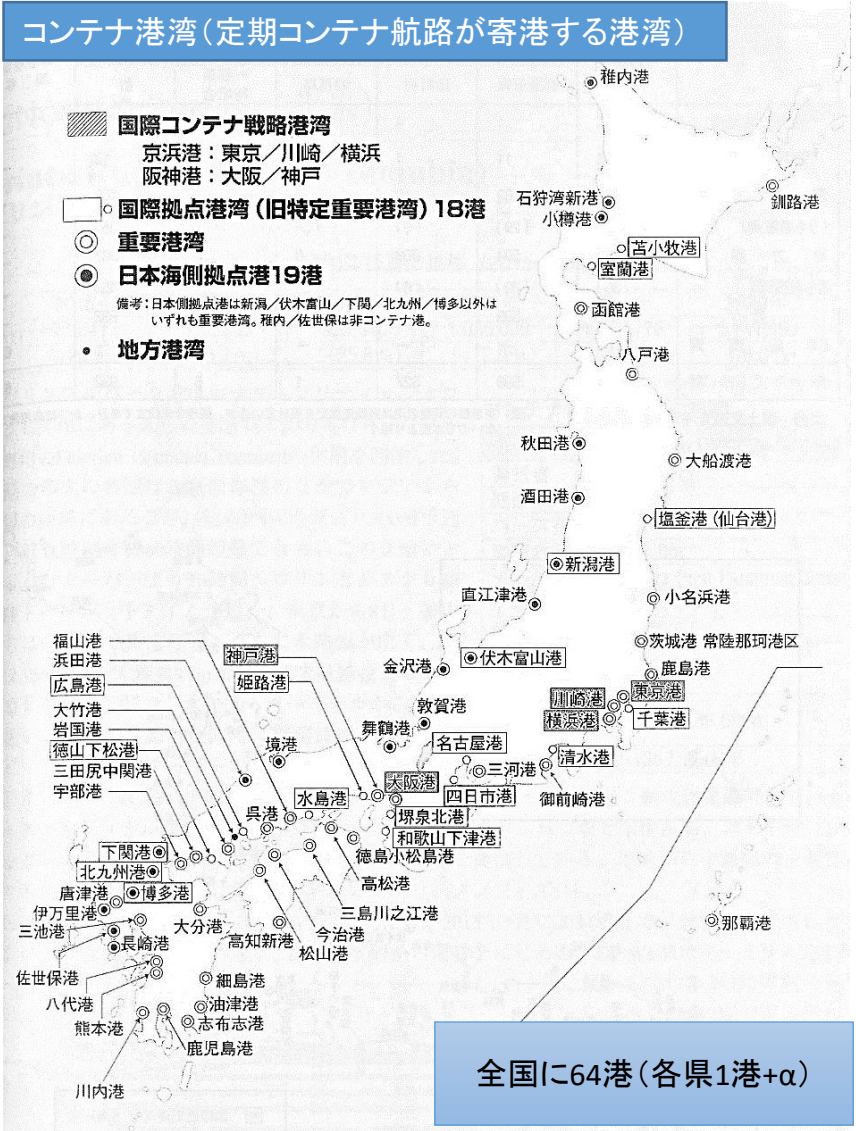 コンテナ港湾（定期コンテナ航路が寄港する港湾）
国際コンテナ戦略港湾
京浜港：東京／川崎／横浜
阪神港：大阪／神戸
国際拠点港湾（旧特定重要港湾）18港
重要港湾
日本海側拠点港19港
備考：日本側拠点港は新潟／伏木富山／下関／北九州／博多以外は
いずれも重要港湾。稚内／佐世保は非コンテナ港。
地方港湾
稚内港
石狩湾新港
小樽港
釧路港
苫小牧港
室蘭港
函館港
八戸港
秋田港
大船渡港
酒田港
塩釜港（仙台港）
新潟港
直江津港
小名浜港
茨城港 常陸那珂港区
鹿島港
福山港
浜田港
広島港
大竹港
岩国港
徳山下松港
三田尻中関港
宇部港
神戸港
姫路港
金沢港
伏木富山港
敦賀港
舞鶴港
境港
川崎港
東京港
横浜港
千葉港
名古屋港
三河港
清水港
御前崎港
四日市港
大阪港
堺泉北港
和歌山下津港
水島港
呉港
徳島小松島港
高松港
三島川之江港
今治港
松山港
高知新港
下関港
北九州港
博多港
唐津港
伊万里港
三池港
長崎港
佐世保港
八代港
熊本港
川内港
大分港
細島港
油津港
志布志港
鹿児島港
那覇港
全国に64港（各県1港+α）